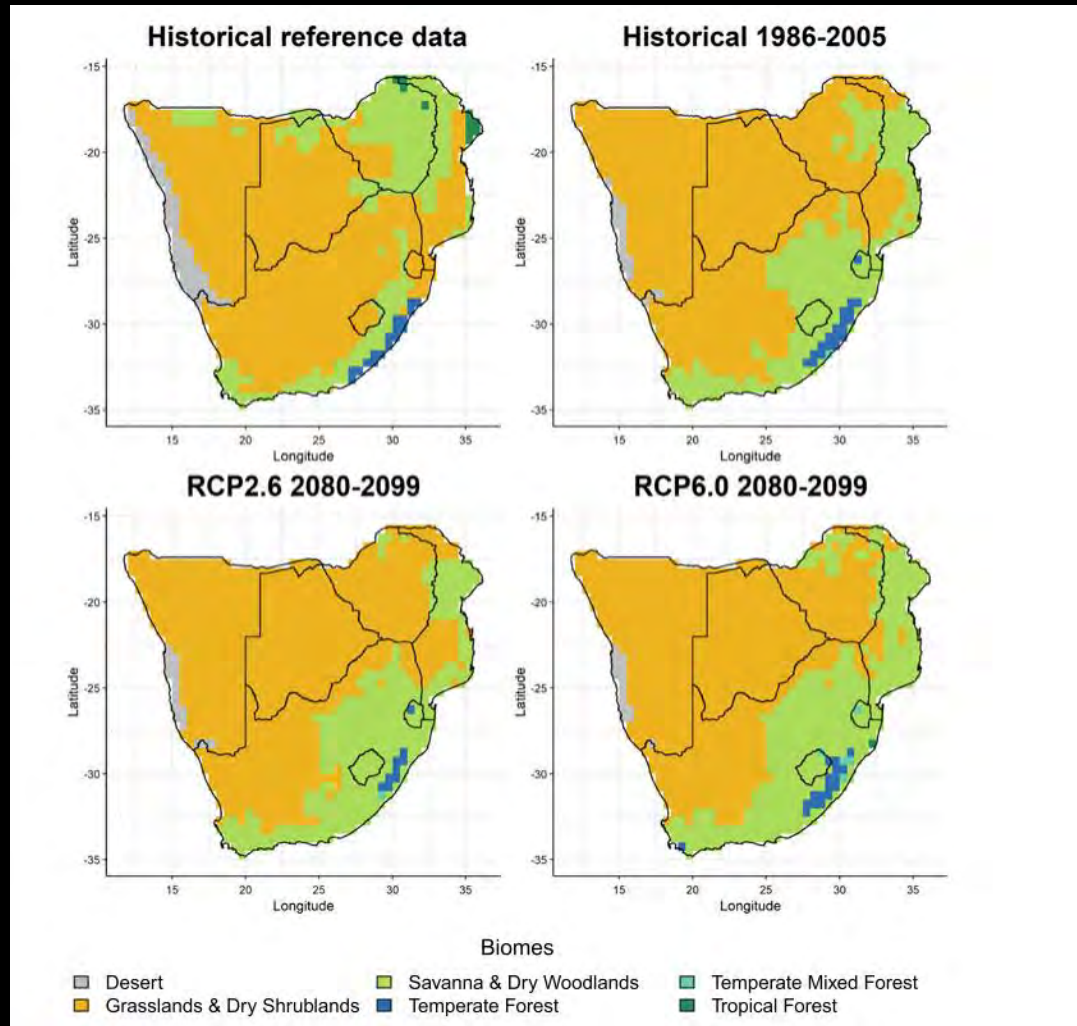 Historical reference data
Historical 1986-2005
-15
-20
-25
-30
-35
Latitude
15 20 25 30 35
Longitude
-15
-20
-25
-30
-35
Latitude
15 20 25 30 35
Longitude
RCP2.6 2080-2099
RCP6.0 2080-2099
-15
-20
-25
-30
-35
Latitude
15 20 25 30 35
Longitude
-15
-20
-25
-30
-35
Latitude
15 20 25 30 35
Longitude
Biomes
Desert
Grasslands & Dry Shrublands
Savanna & Dry Woodlands
Temperate Forest
Temperate Mixed Forest
Tropical Forest